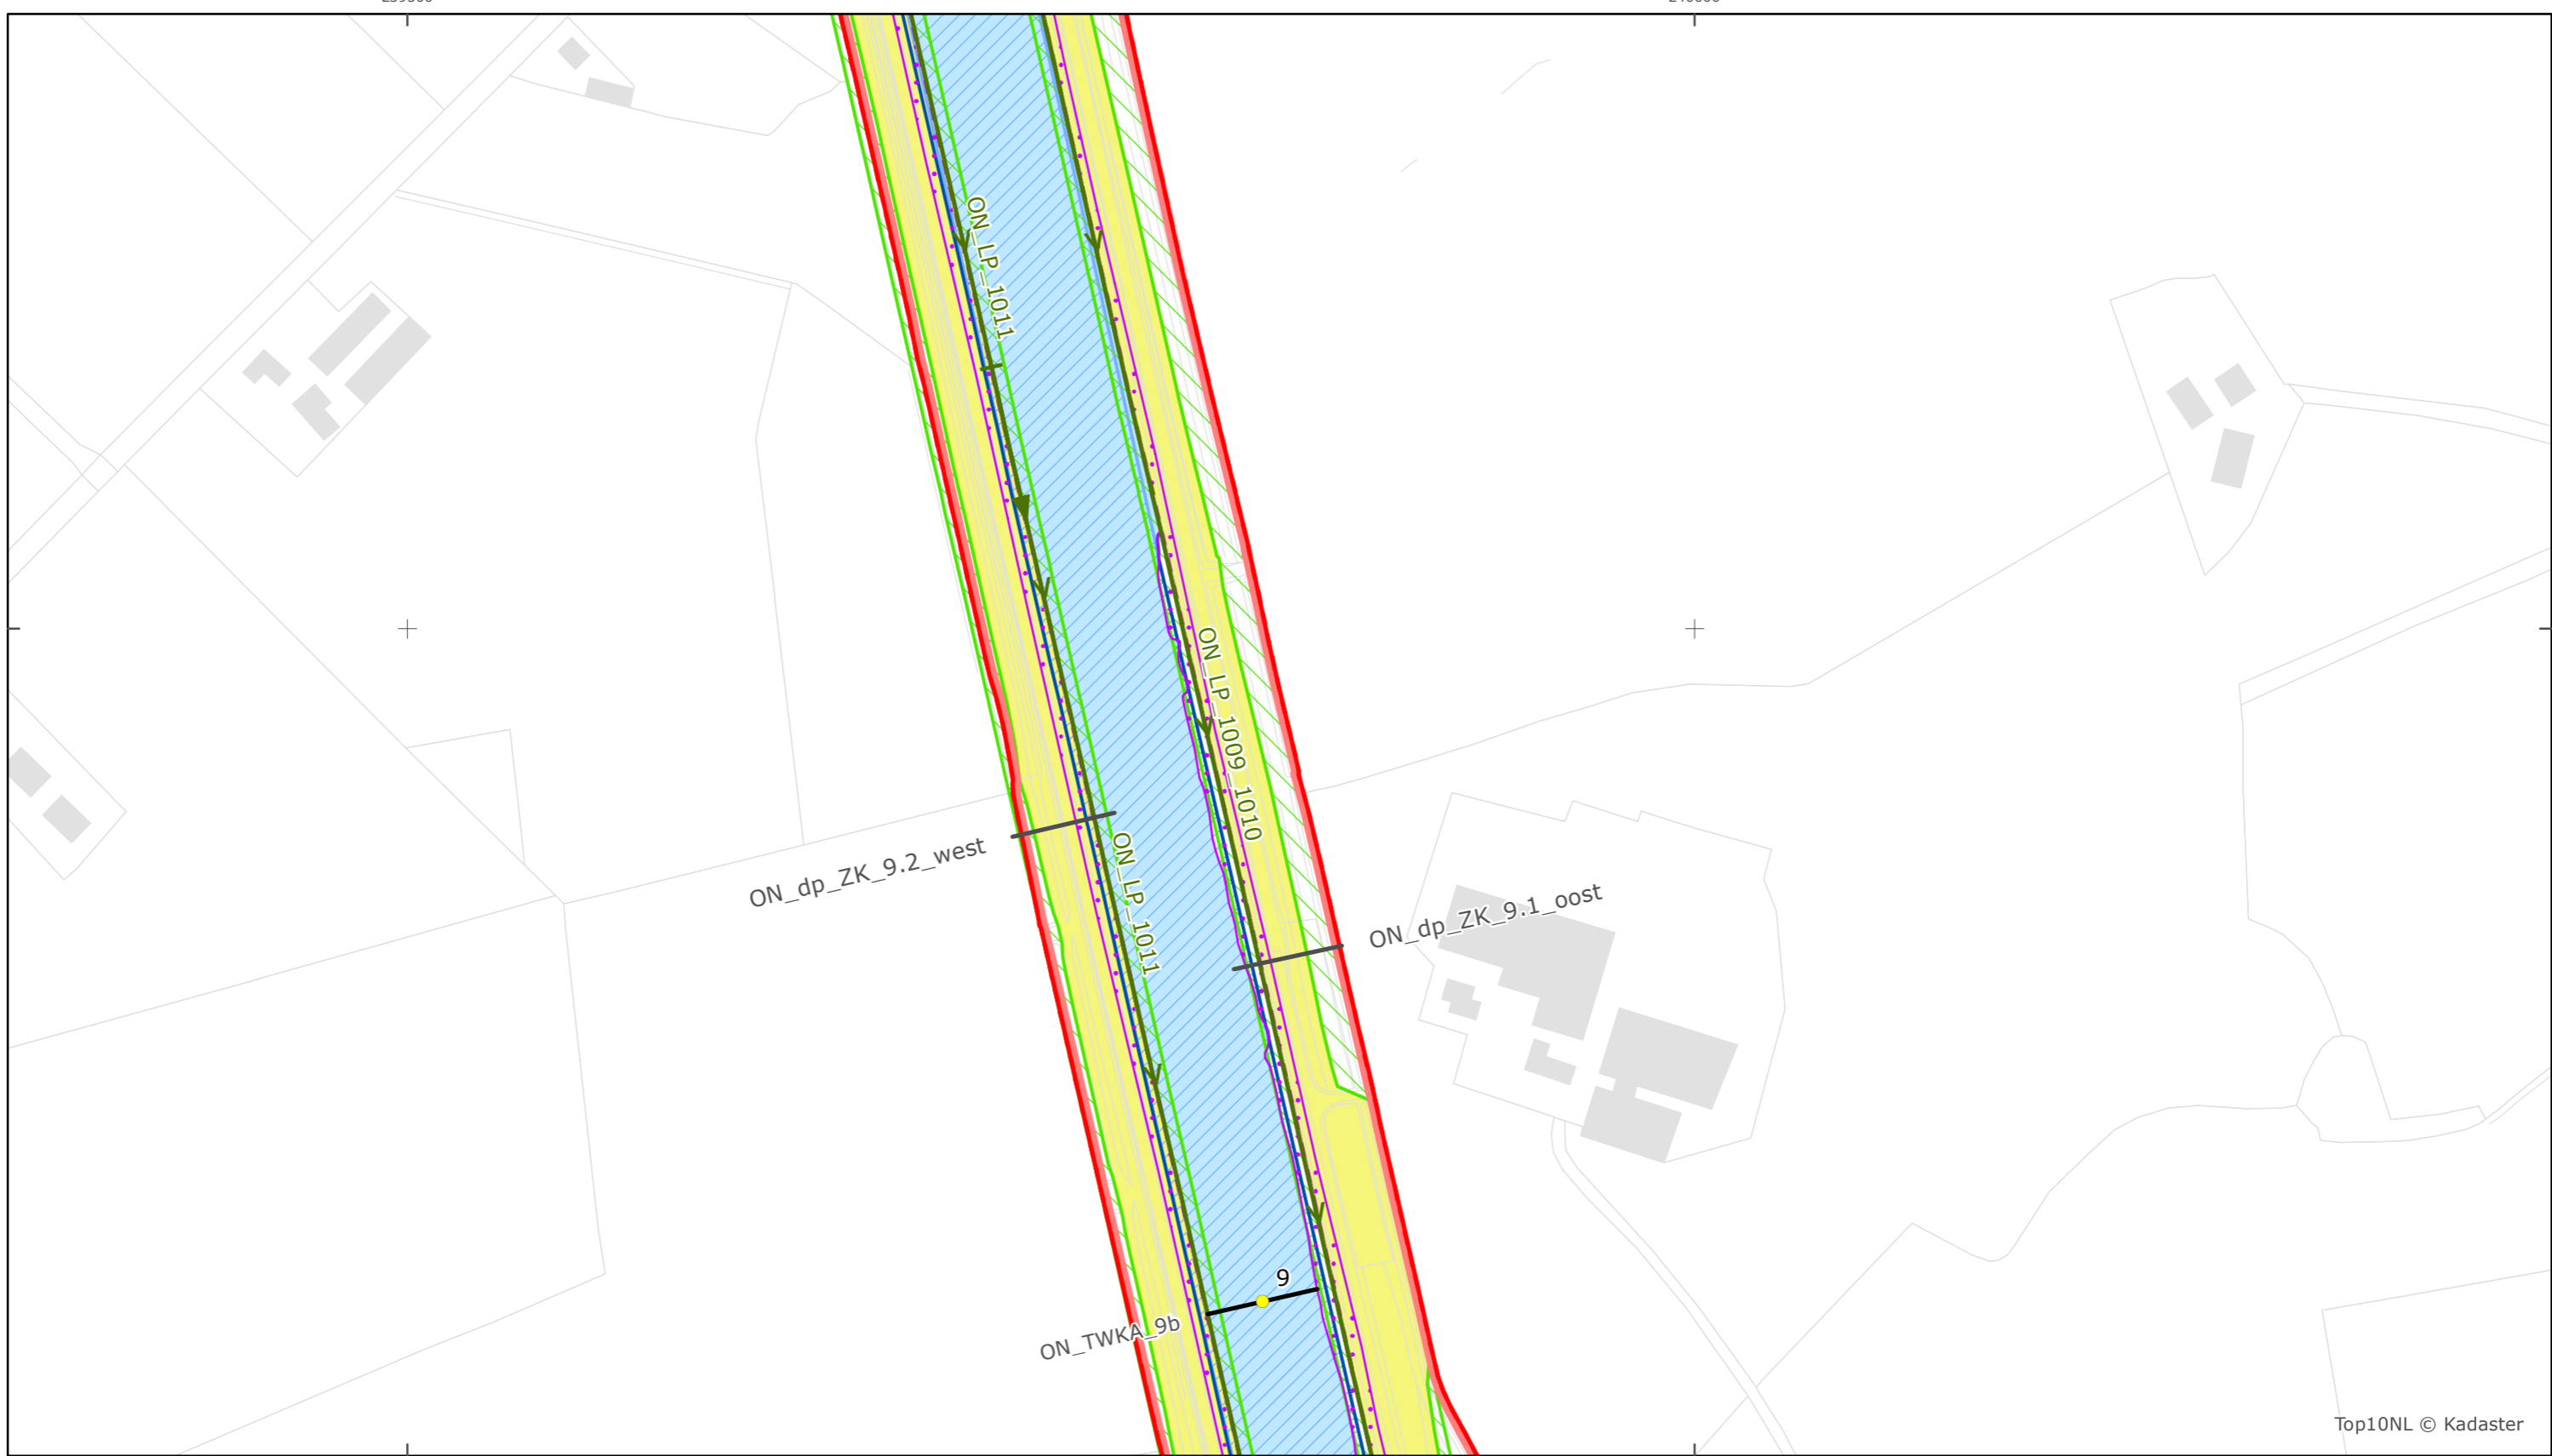 ON_LP_1011
ON_LP_1009_1010
ON_dp_ZK_9.2_west
ON_LP_1011
ON_dp_ZK_9.1_oost
9
ON_TWKA_9b
Top10NL © Kadaster